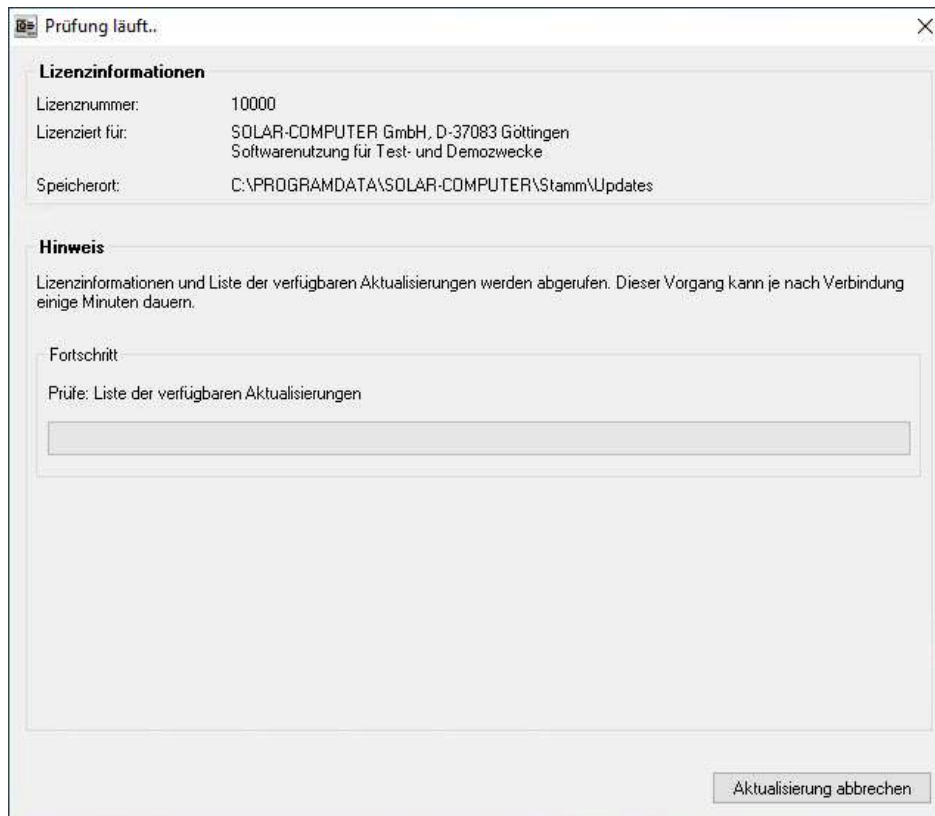 Prüfung läuft..
Lizenzinformationen
Lizenznummer: 10000
Lizenziert für: SOLAR-COMPUTER GmbH, D-37083 Göttingen
Softwarenutzung für Test- und Demozwecke
Speicherort: C:\PROGRAMDATA\SOLAR-COMPUTER\Stamm\Updates
Hinweis
Lizenzinformationen und Liste der verfügbaren Aktualisierungen werden abgerufen. Dieser Vorgang kann je nach Verbindung
einige Minuten dauern.
Fortschritt
Prüfe: Liste der verfügbaren Aktualisierungen
Aktualisierung abbrechen